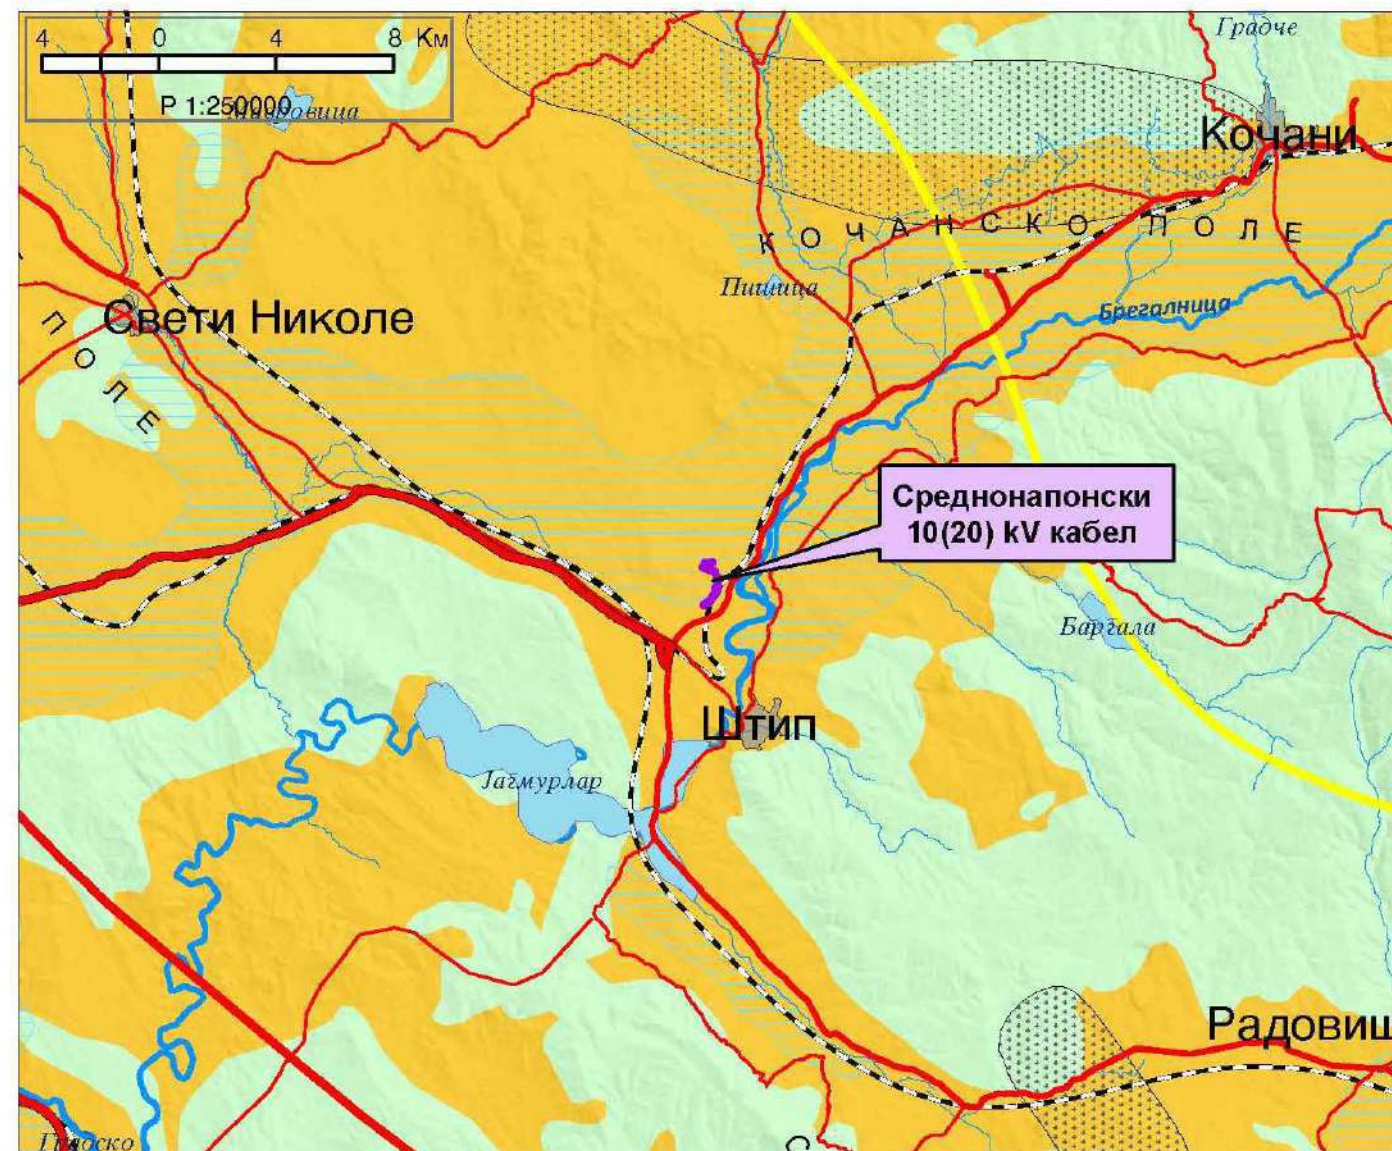 4 0 4 8 Км
Р 1:250000
Градче
Кочани
КОЧАНСКО ПОЛЕ
Пишица
Брегалница
Свети Николе
ПОЛЕ
Среднонапонски
10(20) kV кабел
Баргала
Штип
Јагмурлар
Радовиш
С